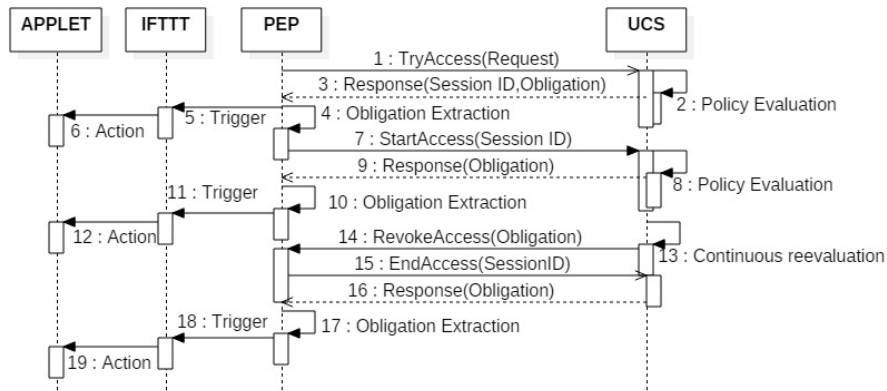 APPLET IFTTT PEP UCS
1 : TryAccess(Request)
3 : Response(Session ID,Obligation)
2 : Policy Evaluation
4 : Obligation Extraction
5 : Trigger
6 : Action
7 : StartAccess(Session ID)
9 : Response(Obligation)
8 : Policy Evaluation
11 : Trigger
10 : Obligation Extraction
12 : Action
14 : RevokeAccess(Obligation)
13 : Continuous reevaluation
15 : EndAccess(SessionID)
16 : Response(Obligation)
18 : Trigger
17 : Obligation Extraction
19 : Action